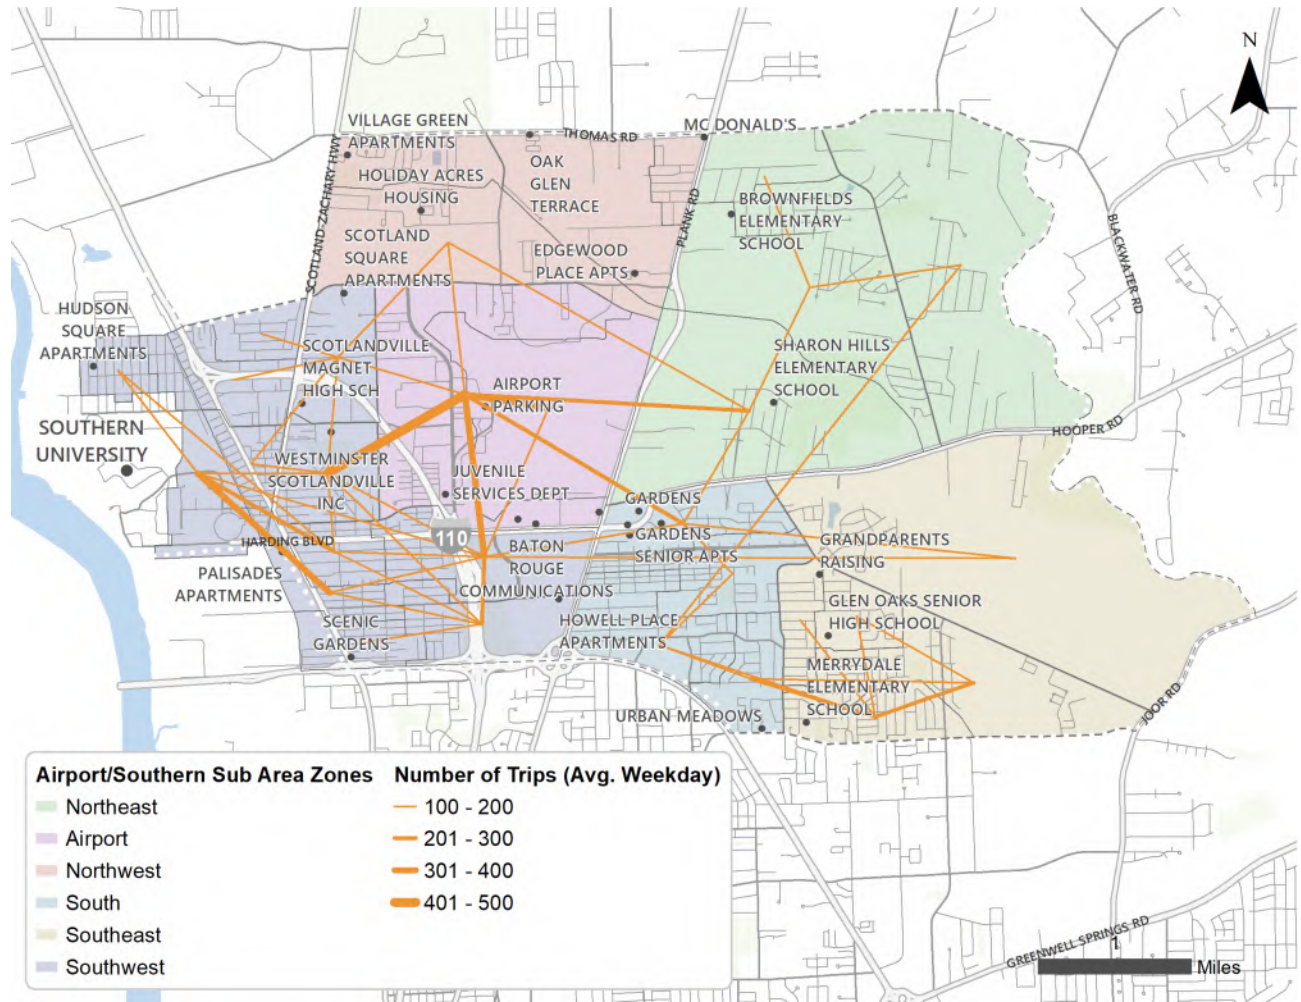 N
VILLAGE GREEN
APARTMENTS
THOMAS RD
MC DONALD'S
SCOTLAND-ZACHARY HWY
OAK
GLEN
TERRACE
HOLIDAY ACRES
HOUSING
PLANK RD
BROWNFIELDS
ELEMENTARY
SCHOOL
BLACKWATER RD
SCOTLAND
SQUARE
APARTMENTS
EDGEWOOD
PLACE APTS
HUDSON
SQUARE
APARTMENTS
SCOTLANDVILLE
MAGNET
HIGH SCH
SHARON HILLS
ELEMENTARY
SCHOOL
AIRPORT
PARKING
SOUTHERN
UNIVERSITY
HOOPER RD
WESTMINSTER
SCOTLANDVILLE
INC
JUVENILE
SERVICES DEPT
GARDENS
GARDENS
SENIOR APTS
HARDING BLVD
110
BATON
ROUGE
COMMUNICATIONS
GRANDPARENTS
RAISING
PALISADES
APARTMENTS
GLEN OAKS SENIOR
HIGH SCHOOL
SCENIC
GARDENS
HOWELL PLACE
APARTMENTS
MERRYDALE
ELEMENTARY
SCHOOL
URBAN MEADOWS
JOOR RD
Airport/Southern Sub Area Zones
Northeast
Airport
Northwest
South
Southeast
Southwest
Number of Trips (Avg. Weekday)
100 - 200
201 - 300
301 - 400
401 - 500
GREENWELL SPRINGS RD
Miles